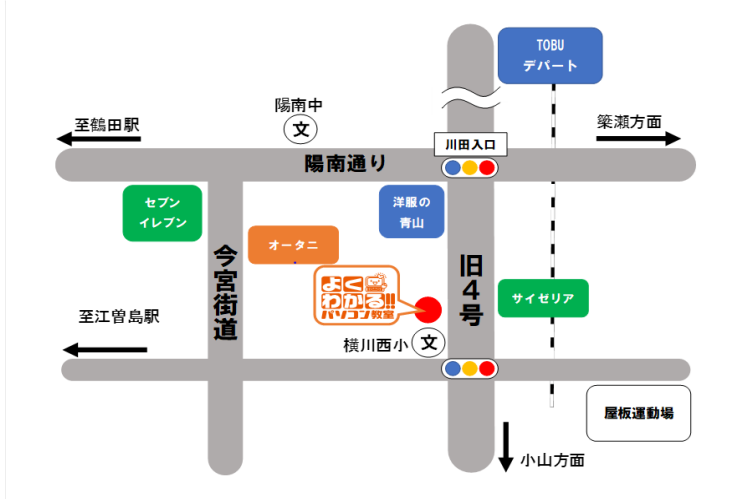 TOBU
デパート
陽南中
文
至鶴田駅
簗瀬方面
川田入口
陽南通り
セブン
イレブン
洋服の
青山
オータニ
今宮街道
旧4号
よく
わかる!!
パソコン教室
サイゼリア
至江曽島駅
横川西小
文
屋板運動場
小山方面